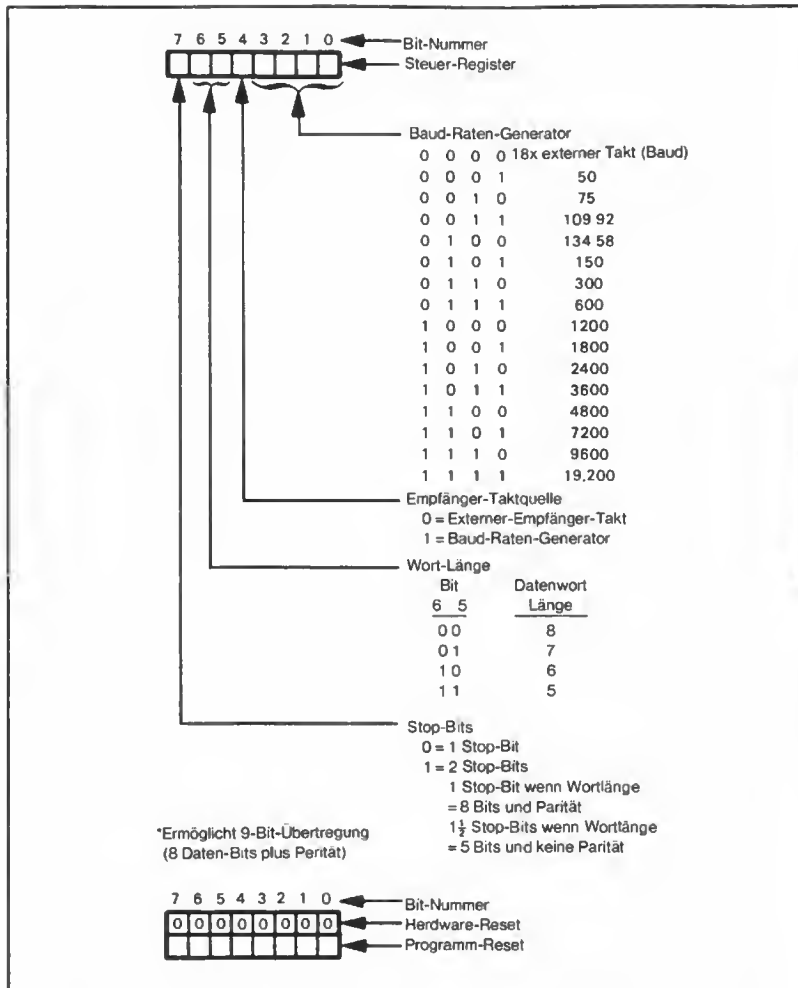 7 6 5 4 3 2 1 0
Bit-Nummer
Steuer-Register
Baud-Raten-Generator
0 0 0 0 18x externer Takt (Baud)
0 0 0 1 50
0 0 1 0 75
0 0 1 1 109 92
0 1 0 0 134 58
0 1 0 1 150
0 1 1 0 300
0 1 1 1 600
1 0 0 0 1200
1 0 0 1 1800
1 0 1 0 2400
1 0 1 1 3600
1 1 0 0 4800
1 1 0 1 7200
1 1 1 0 9600
1 1 1 1 19,200
Empfänger-Taktquelle
0 = Externer-Empfänger-Takt
1 = Baud-Raten-Generator
Wort-Länge
Bit Datenwort
6 5 Länge
0 0 8
0 1 7
1 0 6
1 1 5
Stop-Bits
0 = 1 Stop-Bit
1 = 2 Stop-Bits
1 Stop-Bit wenn Wortlänge
= 8 Bits und Parität
1½ Stop-Bits wenn Worttänge
= 5 Bits und keine Parität
*Ermöglicht 9-Bit-Übertregung
(8 Daten-Bits plus Perität)
7 6 5 4 3 2 1 0
Bit-Nummer
0 0 0 0 0 0 0 0
Herdware-Reset
Programm-Reset